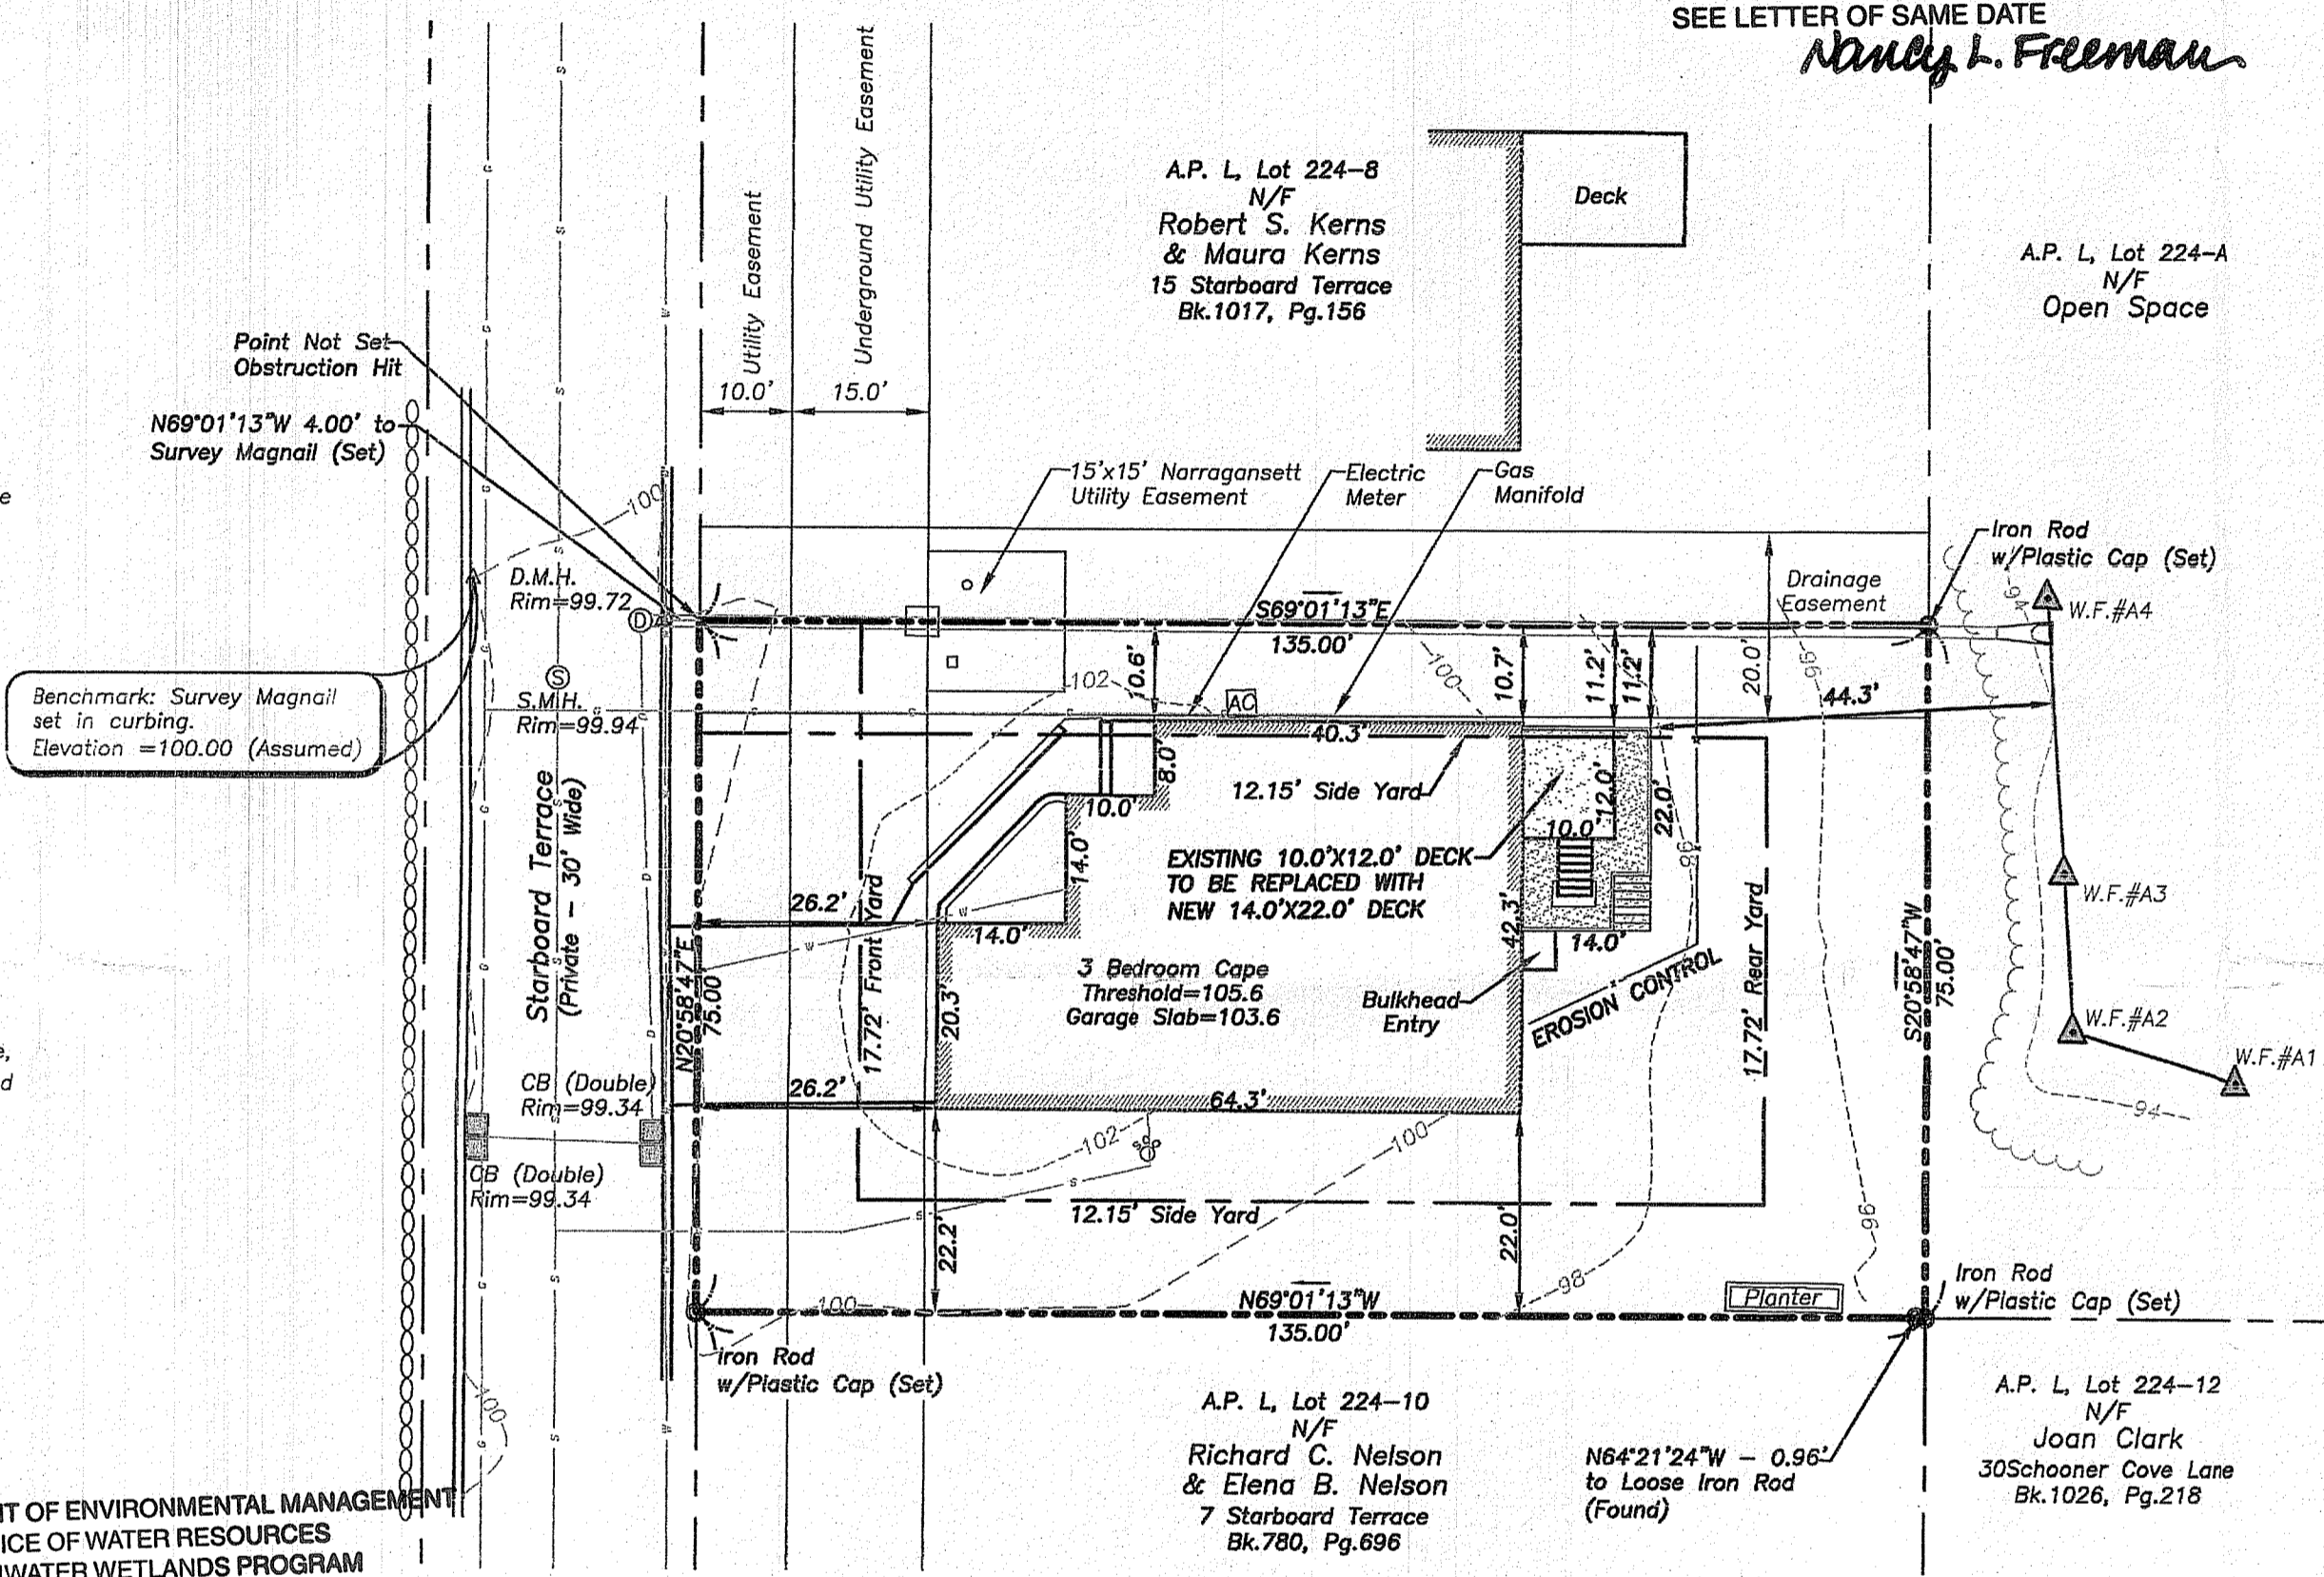 SEE LETTER OF SAME DATE
Nancy L. Freeman
Utility Easement
Underground Utility Easement
10.0'
15.0'
A.P. L, Lot 224-8
N/F
Robert S. Kerns
& Maura Kerns
15 Starboard Terrace
Bk.1017, Pg.156
Deck
A.P. L, Lot 224-A
N/F
Open Space
Point Not Set
Obstruction Hit
N69°01'13"W 4.00' to
Survey Magnail (Set)
15'x15' Narragansett
Utility Easement
Electric
Meter
Gas
Manifold
Iron Rod
w/Plastic Cap (Set)
100
D.M.H.
Rim=99.72
D
S
S.M.H.
Rim=99.94
Benchmark: Survey Magnail
set in curbing.
Elevation =100.00 (Assumed)
S69°01'13"E
135.00'
Drainage
Easement
20.0'
94
W.F.#A4
102
AC
10.6'
100
10.7'
11.2'
11.2'
96
44.3'
40.3'
8.0'
10.0'
12.15' Side Yard
12.0'
10.0'
22.0'
98
14.0'
EXISTING 10.0'X12.0' DECK
TO BE REPLACED WITH
NEW 14.0'X22.0' DECK
Starboard Terrace
(Private - 30' Wide)
26.2'
17.72' Front Yard
14.0'
42.3'
14.0'
W.F.#A3
N20°58'47"E
75.00'
20.3'
3 Bedroom Cape
Threshold=105.6
Garage Slab=103.6
Bulkhead
Entry
EROSION CONTROL
17.72' Rear Yard
S20°58'47"W
75.00'
W.F.#A2
W.F.#A1
94
CB (Double)
Rim=99.34
26.2'
64.3'
102
100
CB (Double)
Rim=99.34
12.15' Side Yard
22.2'
22.0'
98
96
100
N69°01'13"W
135.00'
Planter
Iron Rod
w/Plastic Cap (Set)
Iron Rod
w/Plastic Cap (Set)
100
A.P. L, Lot 224-10
N/F
Richard C. Nelson
& Elena B. Nelson
7 Starboard Terrace
Bk.780, Pg.696
N64°21'24"W - 0.96'
to Loose Iron Rod
(Found)
A.P. L, Lot 224-12
N/F
Joan Clark
30Schooner Cove Lane
Bk.1026, Pg.218
OF ENVIRONMENTAL MANAGEMENT
OF WATER RESOURCES
WETLANDS PROGRAM